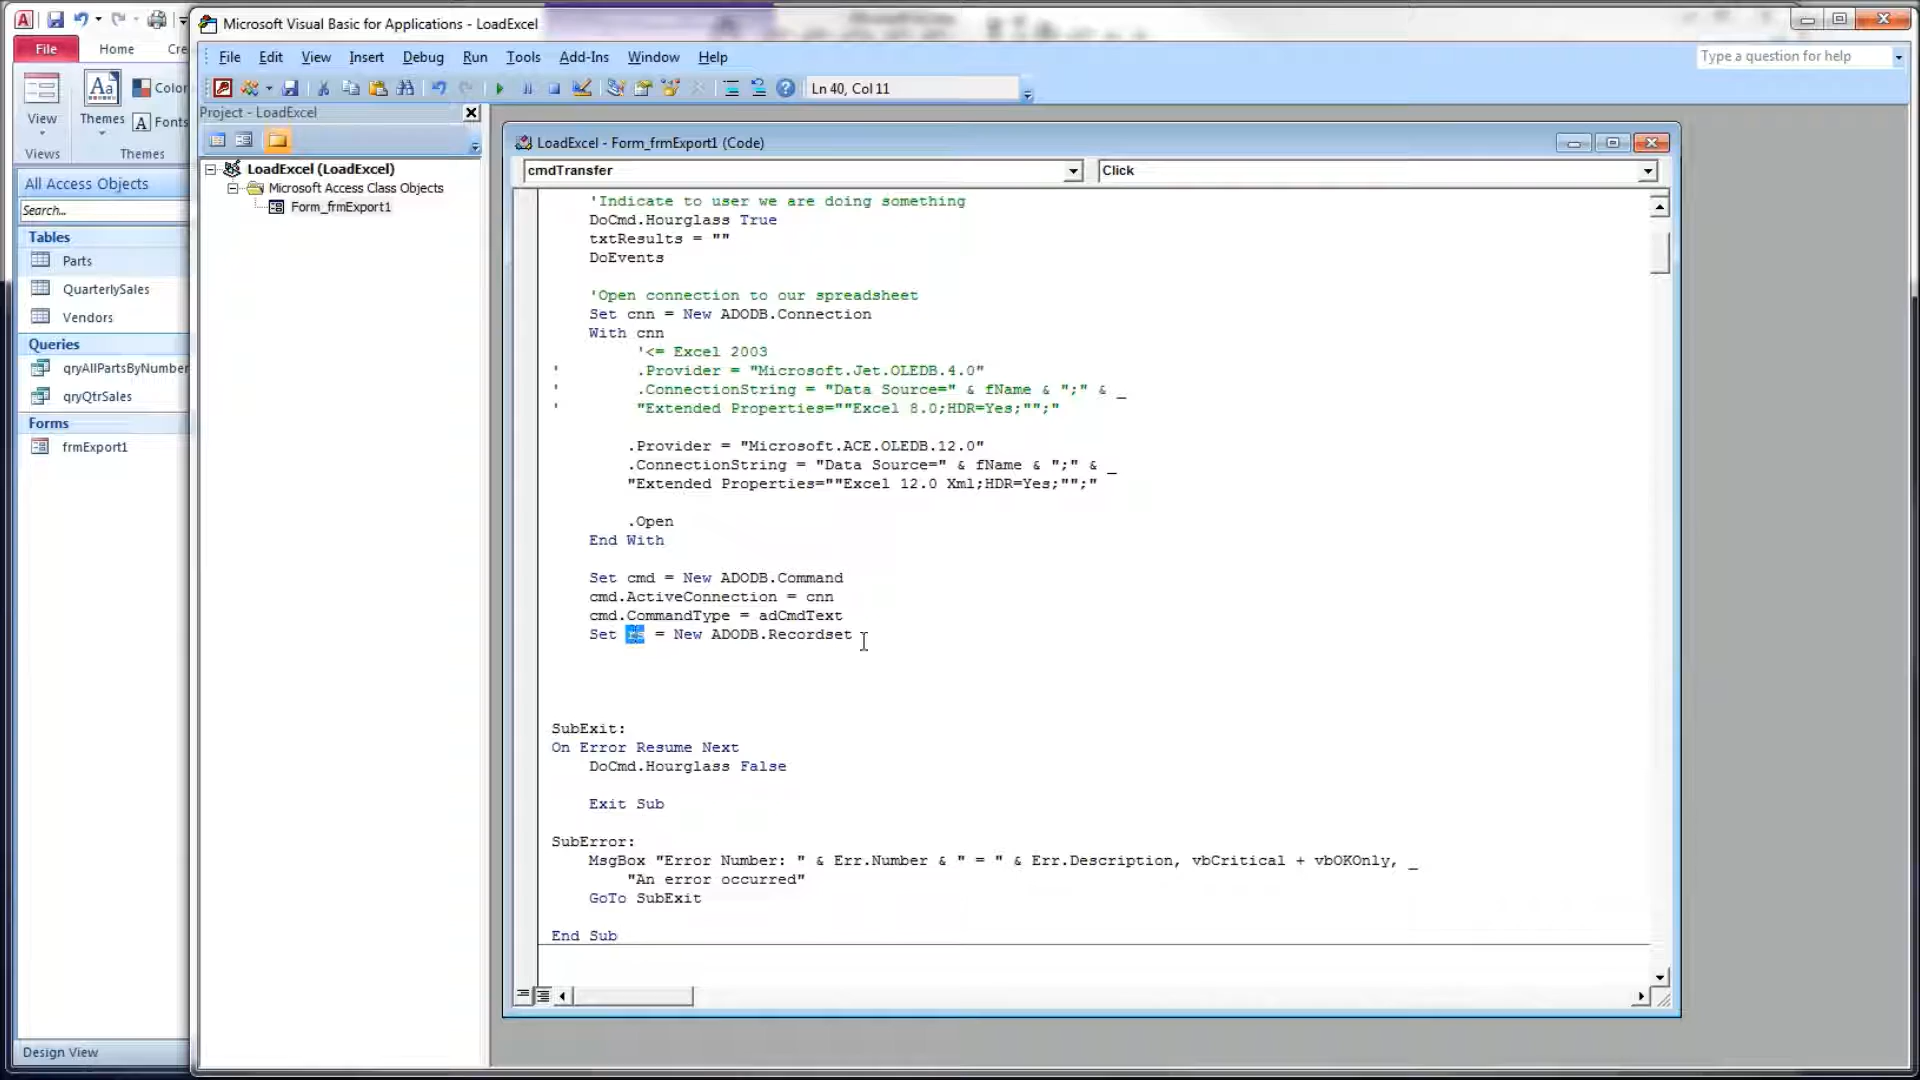 Microsoft Visual Basic for Applications - LoadExcel
File Edit View Insert Debug Run Tools Add-Ins Window Help
Type a question for help
Ln 40, Col 11
File Home Cre
View
Themes
Color
Fonts
Views
Themes
All Access Objects
Search...
Tables
Parts
QuarterlySales
Vendors
Queries
qryAllPartsByNumber
qryQtrSales
Forms
frmExport1
Design View
Project - LoadExcel
LoadExcel (LoadExcel)
Microsoft Access Class Objects
Form_frmExport1
LoadExcel - Form_frmExport1 (Code)
cmdTransfer
Click
'Indicate to user we are doing something
DoCmd.Hourglass True
txtResults = ""
DoEvents
'Open connection to our spreadsheet
Set cnn = New ADODB.Connection
With cnn
'<= Excel 2003
' .Provider = "Microsoft.Jet.OLEDB.4.0"
' .ConnectionString = "Data Source=" & fName & ";" & _
' "Extended Properties=""Excel 8.0;HDR=Yes;"";"
.Provider = "Microsoft.ACE.OLEDB.12.0"
.ConnectionString = "Data Source=" & fName & ";" & _
"Extended Properties=""Excel 12.0 Xml;HDR=Yes;"";"
.Open
End With
Set cmd = New ADODB.Command
cmd.ActiveConnection = cnn
cmd.CommandType = adCmdText
Set rs = New ADODB.Recordset
SubExit:
On Error Resume Next
DoCmd.Hourglass False
Exit Sub
SubError:
MsgBox "Error Number: " & Err.Number & " = " & Err.Description, vbCritical + vbOKOnly, _
"An error occurred"
GoTo SubExit
End Sub